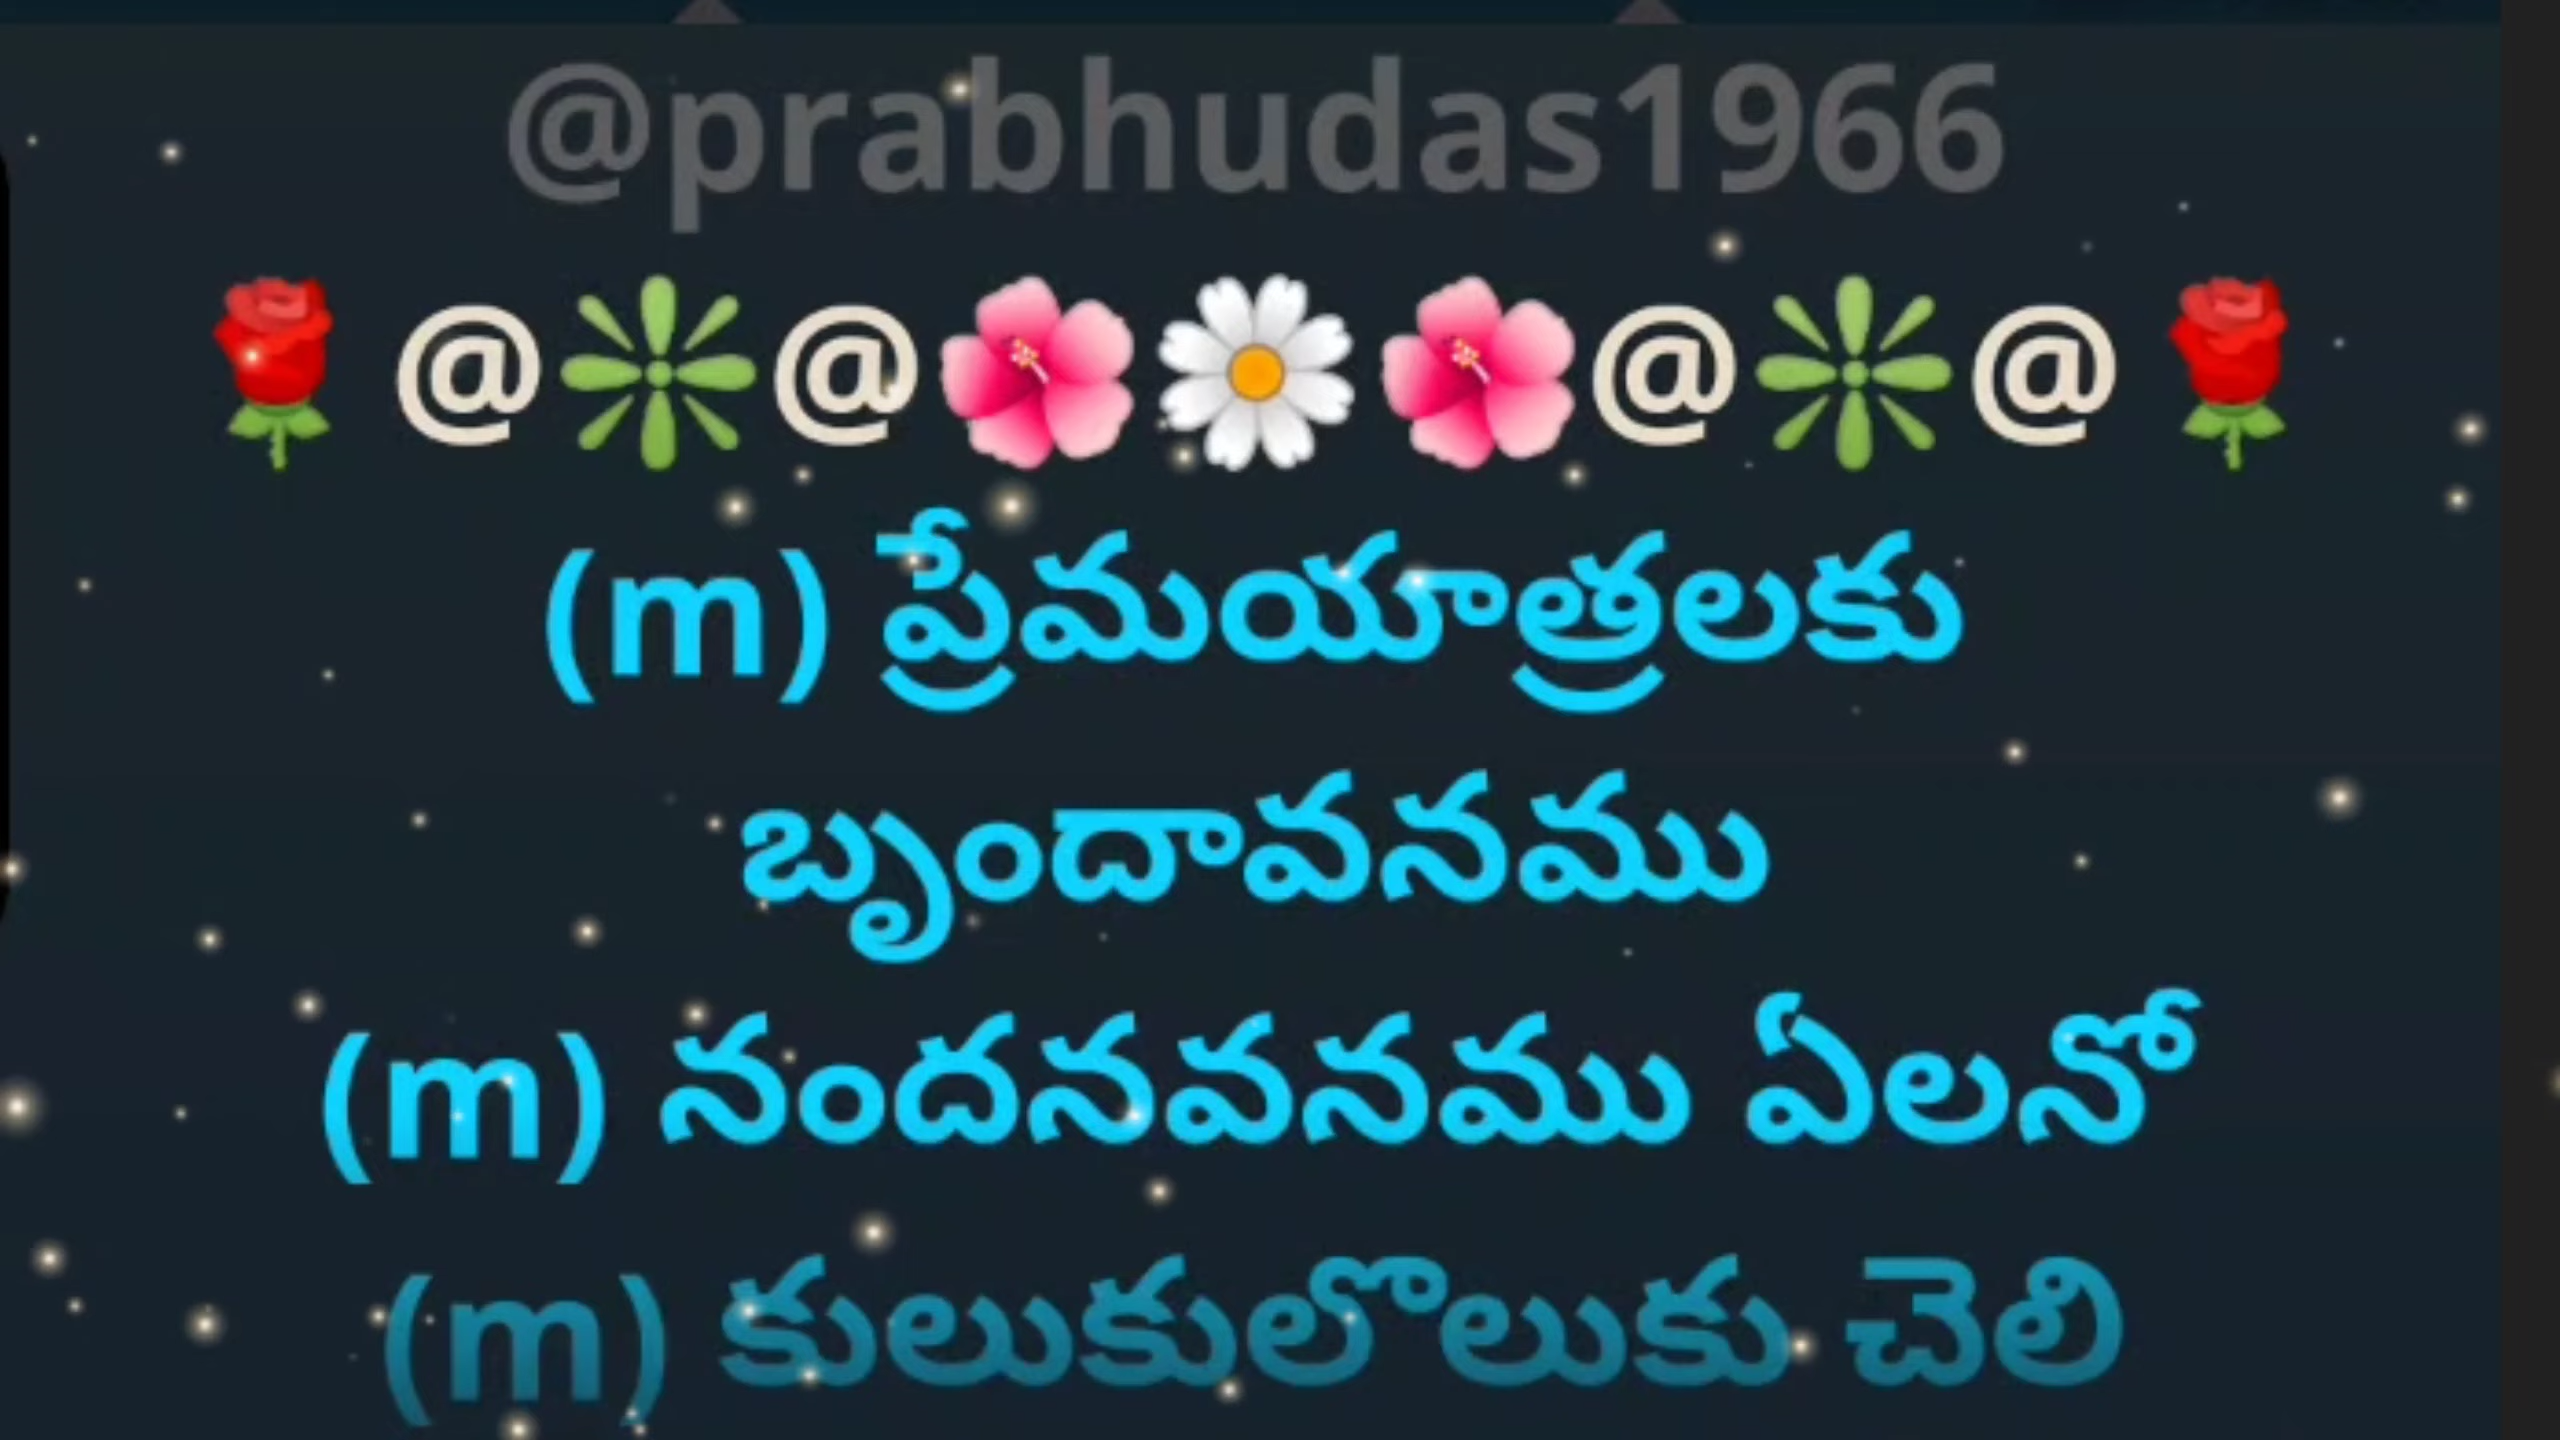 @prabhudas1966
🌹 @❇@🌺🌼🌺@❇@ 🌹
(m) ప్రేమయాత్రలకు
బృందావనము
(m) నందనవనము ఏలనో
(m) కులుకులొలుకు చెలి